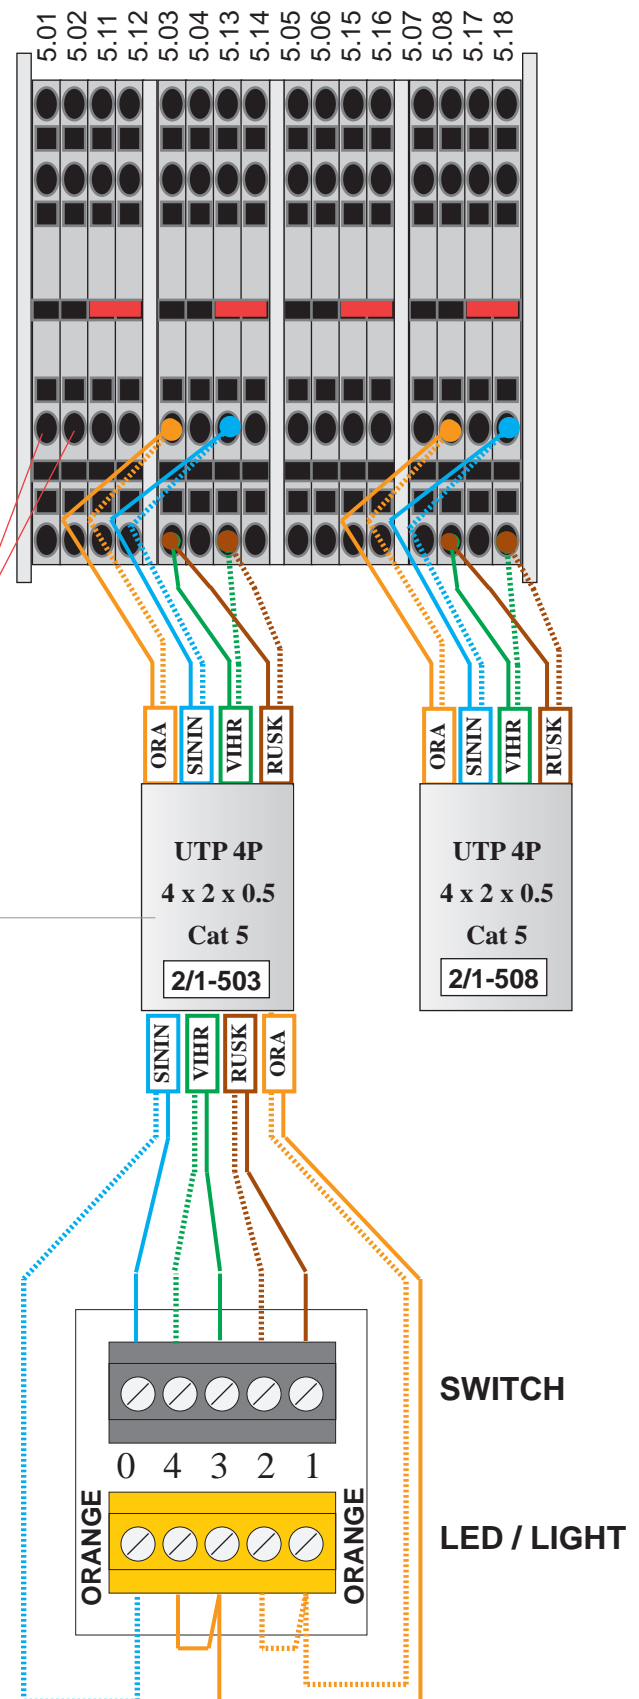 5.01 5.02 5.11 5.12 5.03 5.04 5.13 5.14 5.05 5.06 5.15 5.16 5.07 5.08 5.17 5.18
ORA SININ VIHR RUSK ORA SININ VIHR RUSK
UTP 4P
4 x 2 x 0.5
Cat 5
2/1-503
UTP 4P
4 x 2 x 0.5
Cat 5
2/1-508
SININ VIHR RUSK ORA
SWITCH
0 4 3 2 1
ORANGE
ORANGE
LED / LIGHT